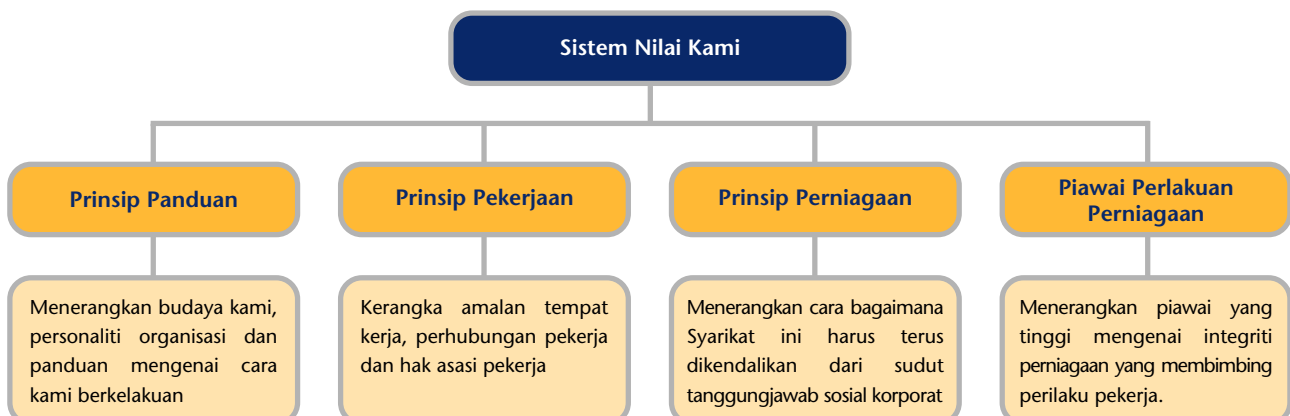 Sistem Nilai Kami
Prinsip Panduan
Prinsip Pekerjaan
Prinsip Perniagaan
Piawai Perlakuan
Perniagaan
Menerangkan budaya kami,
personaliti organisasi dan
panduan mengenai cara
kami berkelakuan
Kerangka amalan tempat
kerja, perhubungan pekerja
dan hak asasi pekerja
Menerangkan cara bagaimana
Syarikat ini harus terus
dikendalikan dari sudut
tanggungjawab sosial korporat
Menerangkan piawai yang
tinggi mengenai integriti
perniagaan yang membimbing
perilaku pekerja.